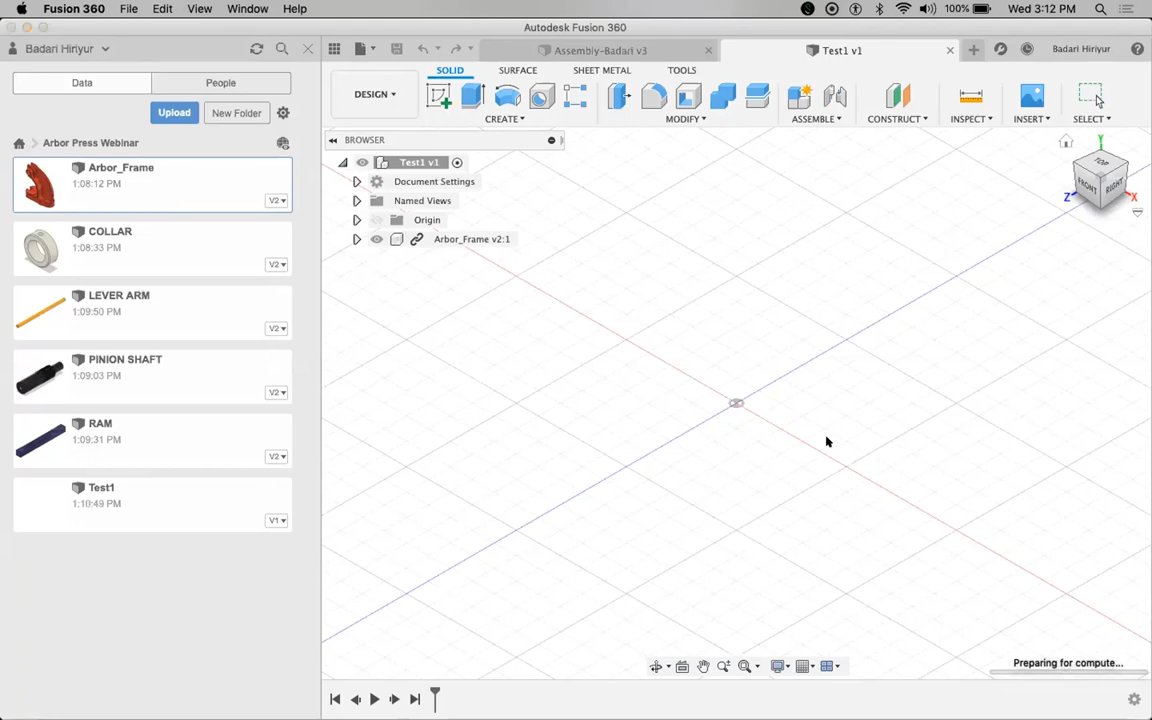 Fusion 360 File Edit View Window Help 100% Wed 3:12 PM
Autodesk Fusion 360
Badari Hiriyur
Assembly-Badari v3 Test1 v1 Badari Hiriyur
Data People
SOLID SURFACE SHEET METAL TOOLS
DESIGN
Upload New Folder
CREATE MODIFY ASSEMBLE CONSTRUCT INSPECT INSERT SELECT
Arbor Press Webinar
BROWSER
Arbor_Frame
1:08:12 PM
V2
COLLAR
1:08:33 PM
V2
LEVER ARM
1:09:50 PM
V2
PINION SHAFT
1:09:03 PM
V2
RAM
1:09:31 PM
V2
Test1
1:10:49 PM
V1
Test1 v1
Document Settings
Named Views
Origin
Arbor_Frame v2:1
TOP
FRONT
RIGHT
Y
Z
X
Preparing for compute...